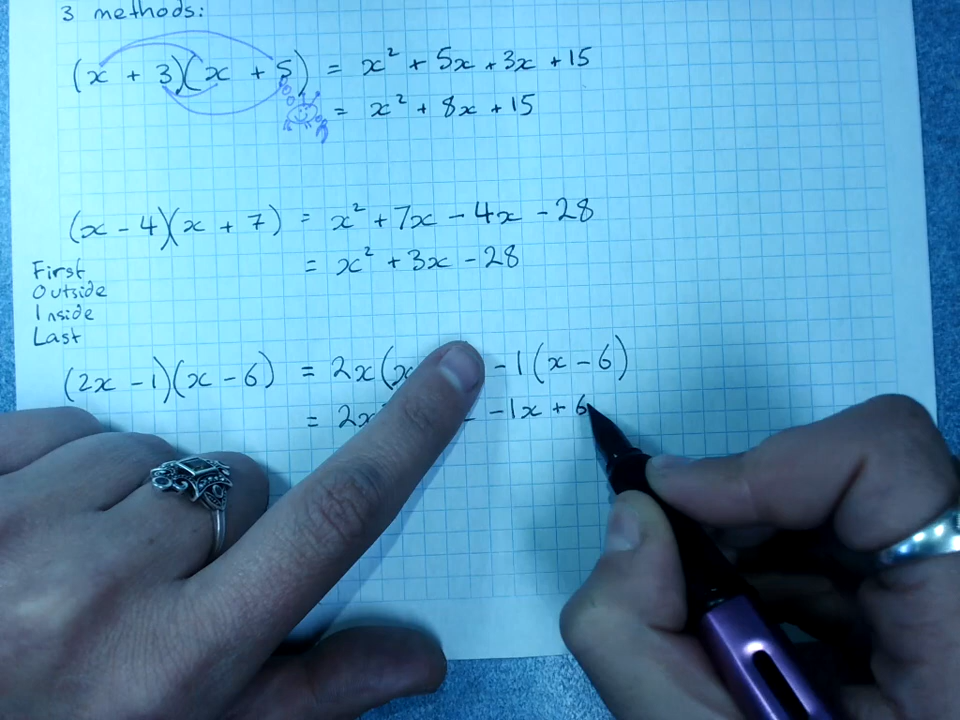 3 methods:
(x + 3)(x + 5) = x² + 5x + 3x + 15
= x² + 8x + 15
(x - 4)(x + 7) = x² + 7x - 4x - 28
= x² + 3x - 28
First
Outside
Inside
Last
(2x - 1)(x - 6) = 2x(x - 1(x - 6)
= 2x - 1x + 6